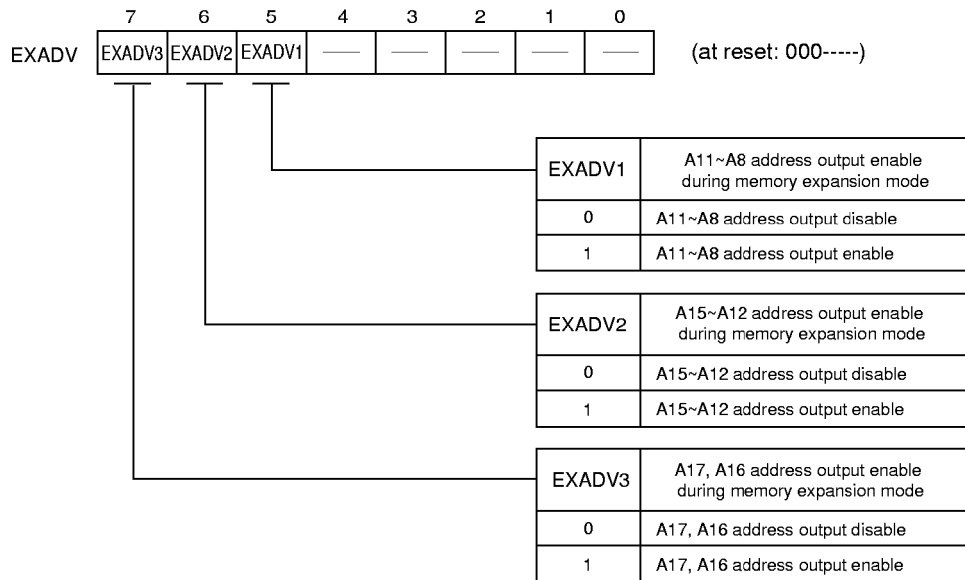 7 6 5 4 3 2 1 0
EXADV EXADV3 EXADV2 EXADV1 — — — — — (at reset: 000-----)
EXADV1 A11~A8 address output enable
during memory expansion mode
0 A11~A8 address output disable
1 A11~A8 address output enable
EXADV2 A15~A12 address output enable
during memory expansion mode
0 A15~A12 address output disable
1 A15~A12 address output enable
EXADV3 A17, A16 address output enable
during memory expansion mode
0 A17, A16 address output disable
1 A17, A16 address output enable